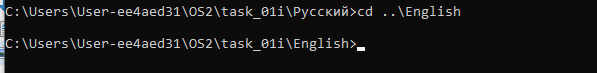 C:\Users\User-ee4aed31\OS2\task_01i\Русский>cd ..\English
C:\Users\User-ee4aed31\OS2\task_01i\English>